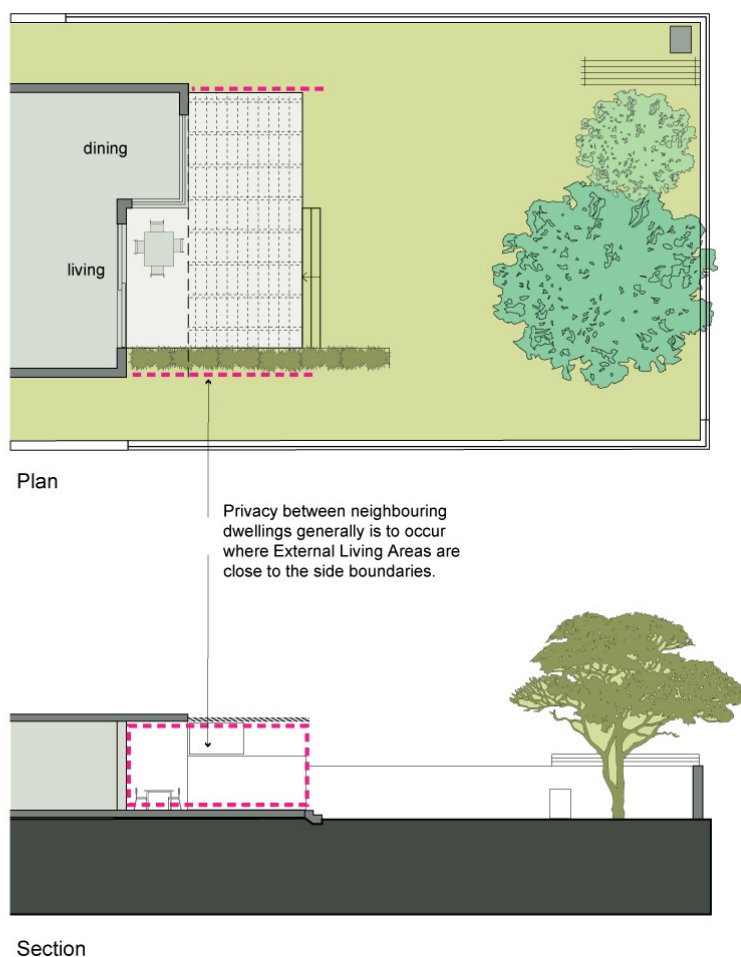 dining
living
Plan
Privacy between neighbouring
dwellings generally is to occur
where External Living Areas are
close to the side boundaries.
Section